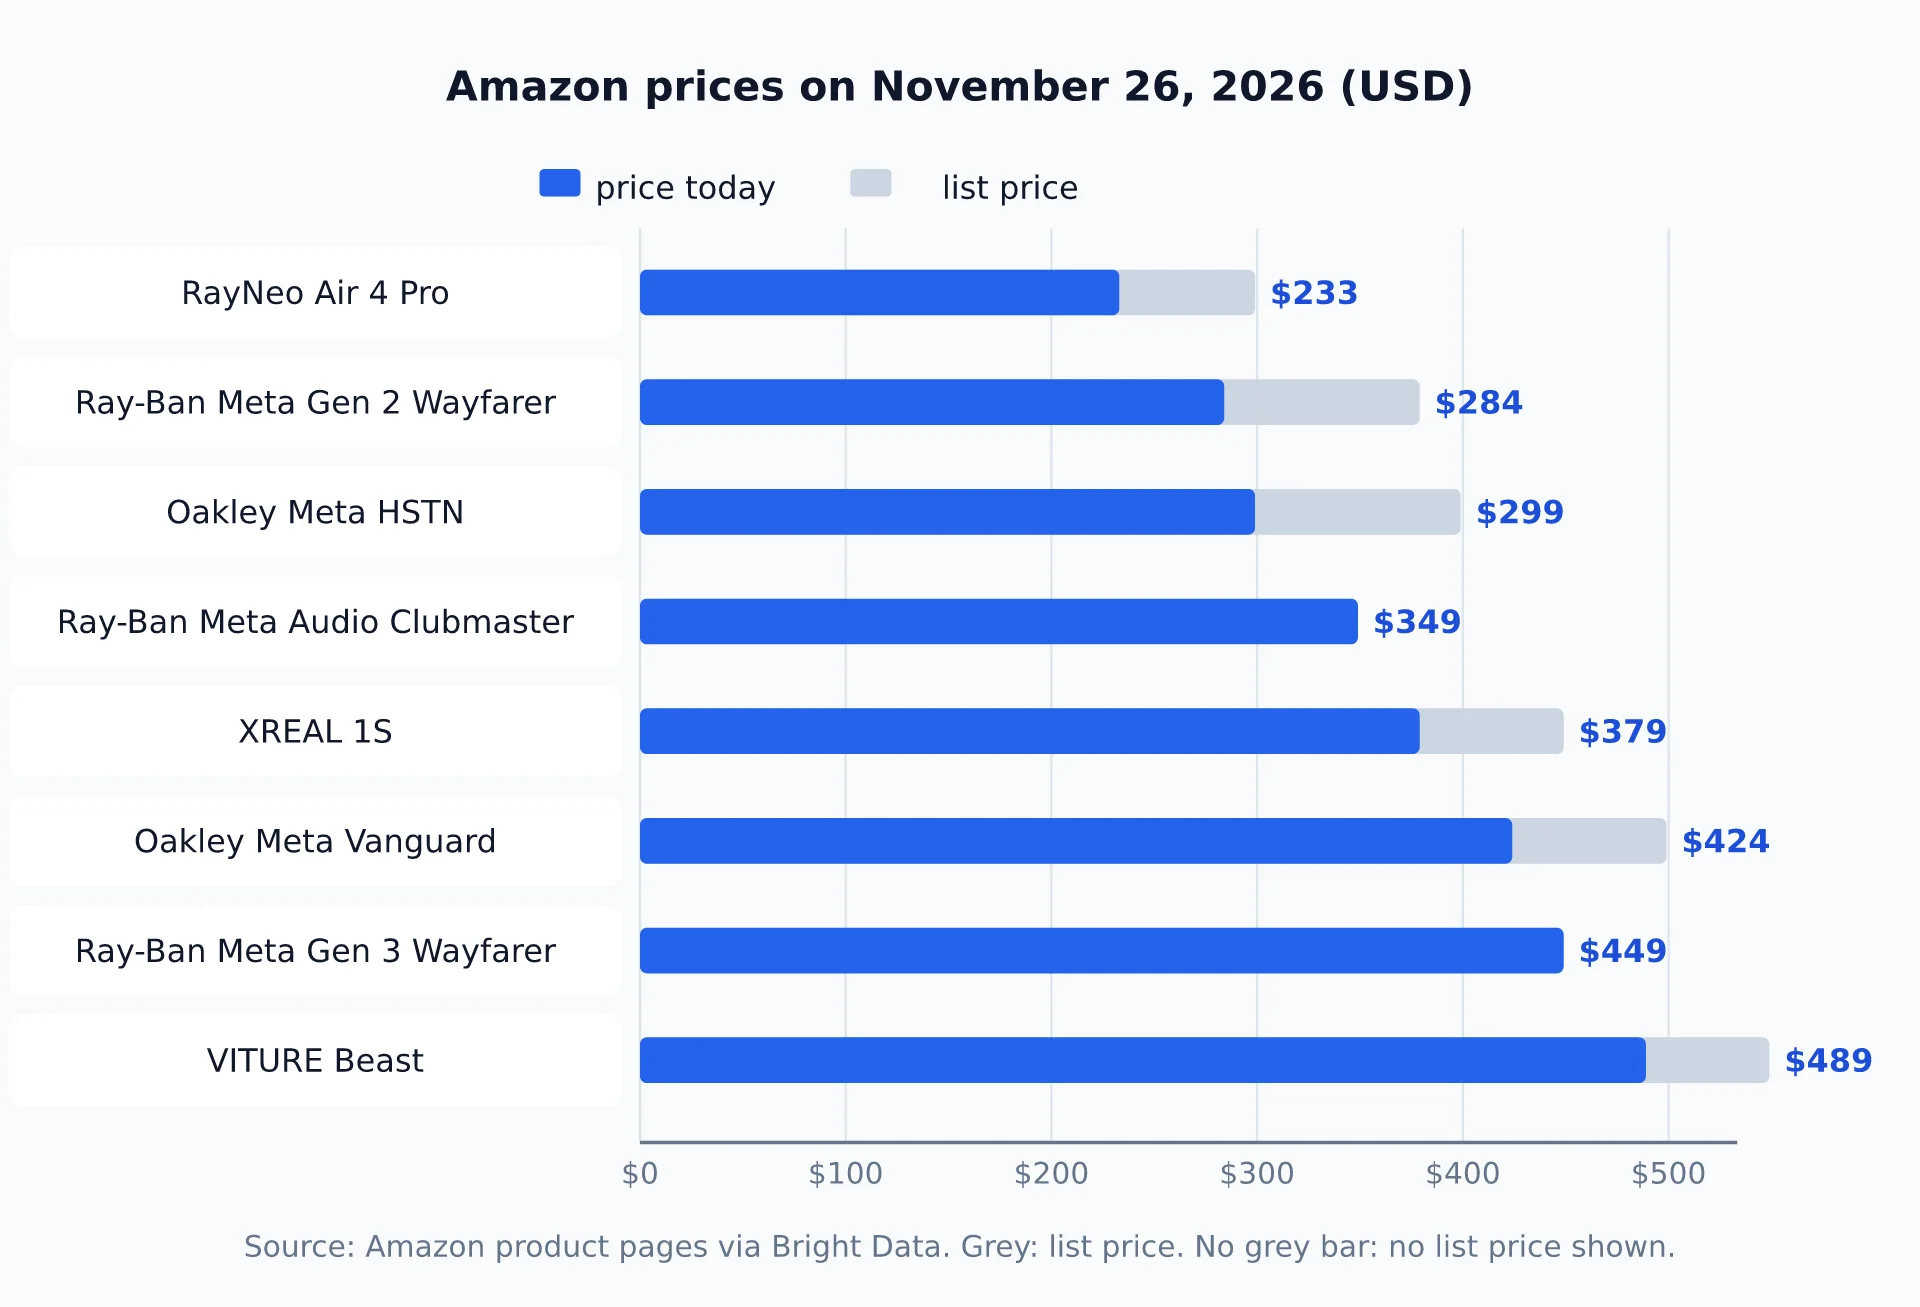 Amazon prices on November 26, 2026 (USD)
price today list price
RayNeo Air 4 Pro $233
Ray-Ban Meta Gen 2 Wayfarer $284
Oakley Meta HSTN $299
Ray-Ban Meta Audio Clubmaster $349
XREAL 1S $379
Oakley Meta Vanguard $424
Ray-Ban Meta Gen 3 Wayfarer $449
VITURE Beast $489
$0 $100 $200 $300 $400 $500
Source: Amazon product pages via Bright Data. Grey: list price. No grey bar: no list price shown.